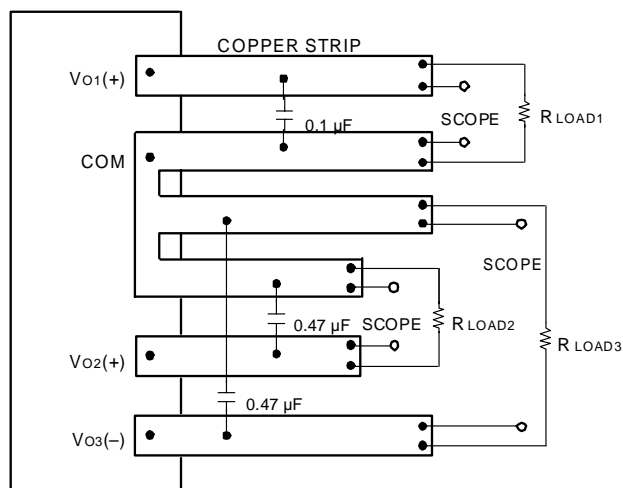 COPPER STRIP
VO1(+)
SCOPE
RLOAD1
0.1 µF
COM
SCOPE
0.47 µF
SCOPE
RLOAD2
RLOAD3
VO2(+)
0.47 µF
VO3(–)